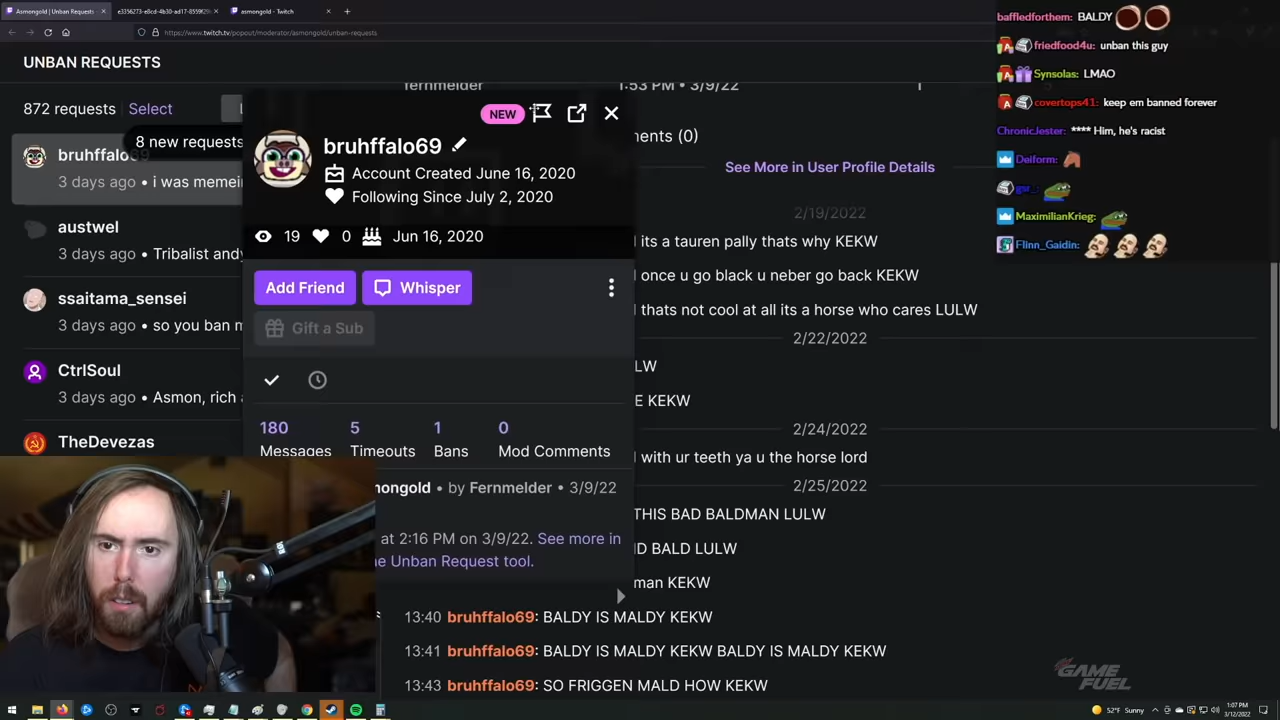 Asmongold | Unban Requests
asmongold - Twitch
https://www.twitch.tv/popout/moderator/asmongold/unban-requests
UNBAN REQUESTS
872 requests
Select
8 new requests
bruhffalo69
3 days ago • i was memein
austwel
3 days ago • Tribalist and
ssaitama_sensei
3 days ago • so you ban m
CtrlSoul
3 days ago • Asmon, rich a
TheDevezas
NEW
bruhffalo69
Account Created June 16, 2020
Following Since July 2, 2020
19
0
Jun 16, 2020
Add Friend
Whisper
Gift a Sub
180
5
1
0
Messages
Timeouts
Bans
Mod Comments
mongold • by Fernmelder • 3/9/22
at 2:16 PM on 3/9/22. See more in
e Unban Request tool.
fernmelder
1:53 PM • 3/9/22
ments (0)
See More in User Profile Details
2/19/2022
its a tauren pally thats why KEKW
once u go black u neber go back KEKW
thats not cool at all its a horse who cares LULW
2/22/2022
LW
E KEKW
2/24/2022
with ur teeth ya u the horse lord
2/25/2022
THIS BAD BALDMAN LULW
D BALD LULW
man KEKW
13:40 bruhffalo69: BALDY IS MALDY KEKW
13:41 bruhffalo69: BALDY IS MALDY KEKW BALDY IS MALDY KEKW
13:43 bruhffalo69: SO FRIGGEN MALD HOW KEKW
baffledforthem: BALDY
friedfood4u: unban this guy
Synsolas: LMAO
covertops41: keep em banned forever
ChronicJester: **** Him, he's racist
Deiform:
MaximilianKrieg:
Flinn_Gaidin:
GAME
FUEL
52°F Sunny
1:07 PM
3/12/2022